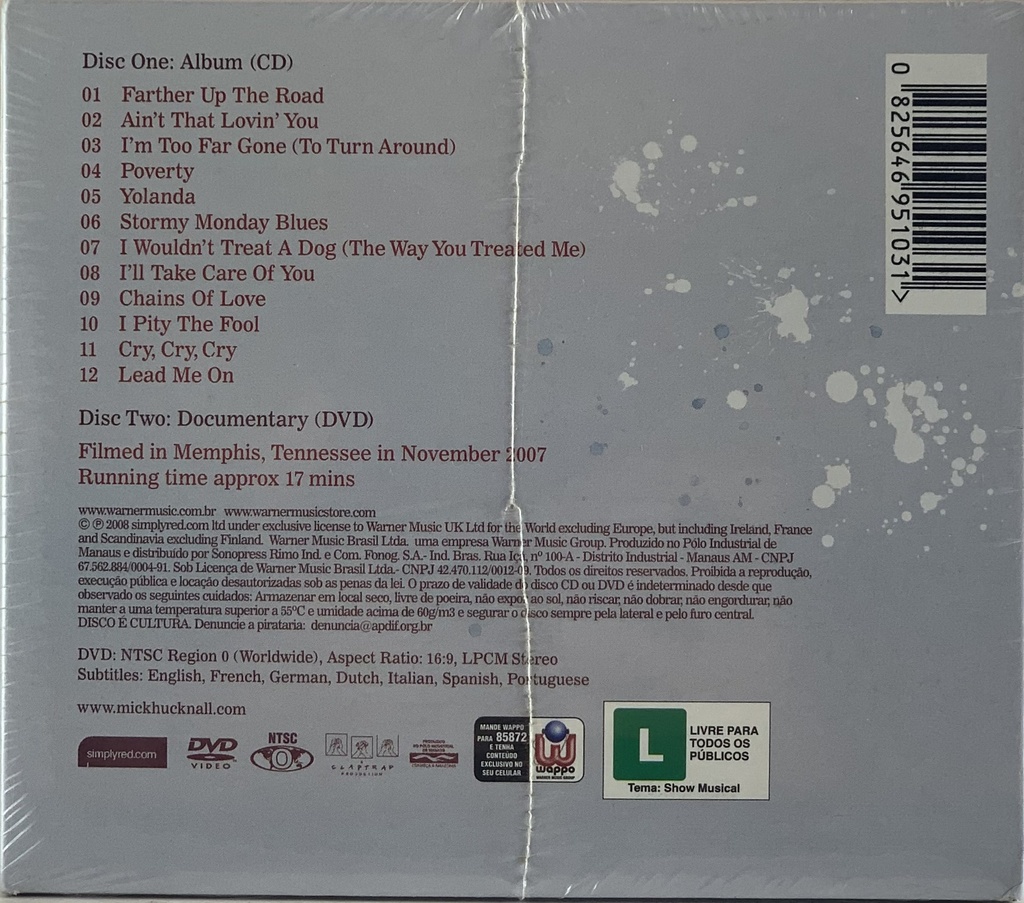 Disc One: Album (CD)
01 Farther Up The Road
02 Ain't That Lovin' You
03 I'm Too Far Gone (To Turn Around)
04 Poverty
05 Yolanda
06 Stormy Monday Blues
07 I Wouldn't Treat A Dog (The Way You Treated Me)
08 I'll Take Care Of You
09 Chains Of Love
10 I Pity The Fool
11 Cry, Cry, Cry
12 Lead Me On
0 825646 951031 >
Disc Two: Documentary (DVD)
Filmed in Memphis, Tennessee in November 2007
Running time approx 17 mins
www.warnermusic.com.br www.warnermusicstore.com
© ℗ 2008 simplyred.com ltd under exclusive license to Warner Music UK Ltd for the World excluding Europe, but including Ireland, France
and Scandinavia excluding Finland. Warner Music Brasil Ltda. uma empresa Warner Music Group. Produzido no Pólo Industrial de
Manaus e distribuído por Sonopress Rimo Ind. e Com. Fonog. S.A.- Ind. Bras. Rua Içá, nº 100-A - Distrito Industrial - Manaus AM - CNPJ
67.562.884/0004-91. Sob Licença de Warner Music Brasil Ltda.- CNPJ 42.470.112/0012-09. Todos os direitos reservados. Proibida a reprodução,
execução pública e locação desautorizadas sob as penas da lei. O prazo de validade do disco CD ou DVD é indeterminado desde que
observado os seguintes cuidados: Armazenar em local seco, livre de poeira, não expor ao sol, não riscar, não dobrar, não engordurar, não
manter a uma temperatura superior a 55ºC e umidade acima de 60g/m3 e segurar o disco sempre pela lateral e pelo furo central.
DISCO É CULTURA. Denuncie a pirataria: denuncia@apdif.org.br
DVD: NTSC Region 0 (Worldwide), Aspect Ratio: 16:9, LPCM Stereo
Subtitles: English, French, German, Dutch, Italian, Spanish, Portuguese
www.mickhucknall.com
simplyred.com
DVD
VIDEO
NTSC
0
CLAPTRAP
MANDE WAPPO
PARA 85872
E TENHA
CONTEÚDO
EXCLUSIVO NO
SEU CELULAR
wappo
WARNER MUSIC GROUP
L
LIVRE PARA
TODOS OS
PÚBLICOS
Tema: Show Musical